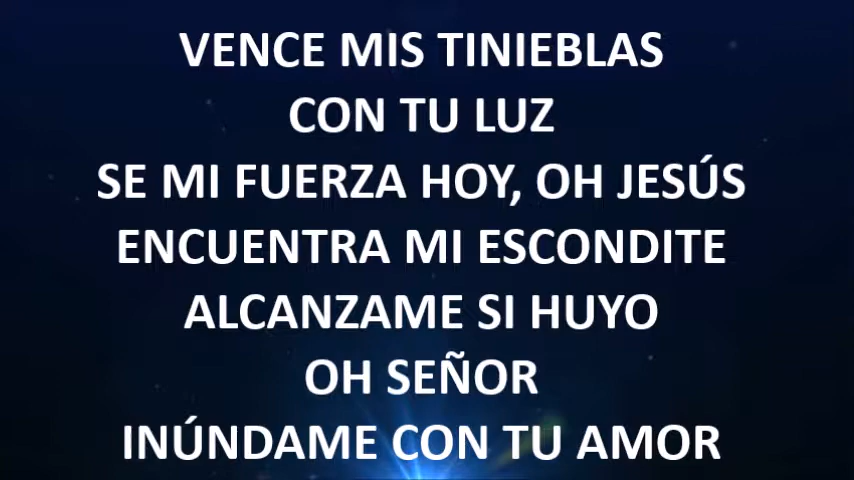 VENCE MIS TINIEBLAS
CON TU LUZ
SE MI FUERZA HOY, OH JESÚS
ENCUENTRA MI ESCONDITE
ALCANZAME SI HUYO
OH SEÑOR
INÚNDAME CON TU AMOR